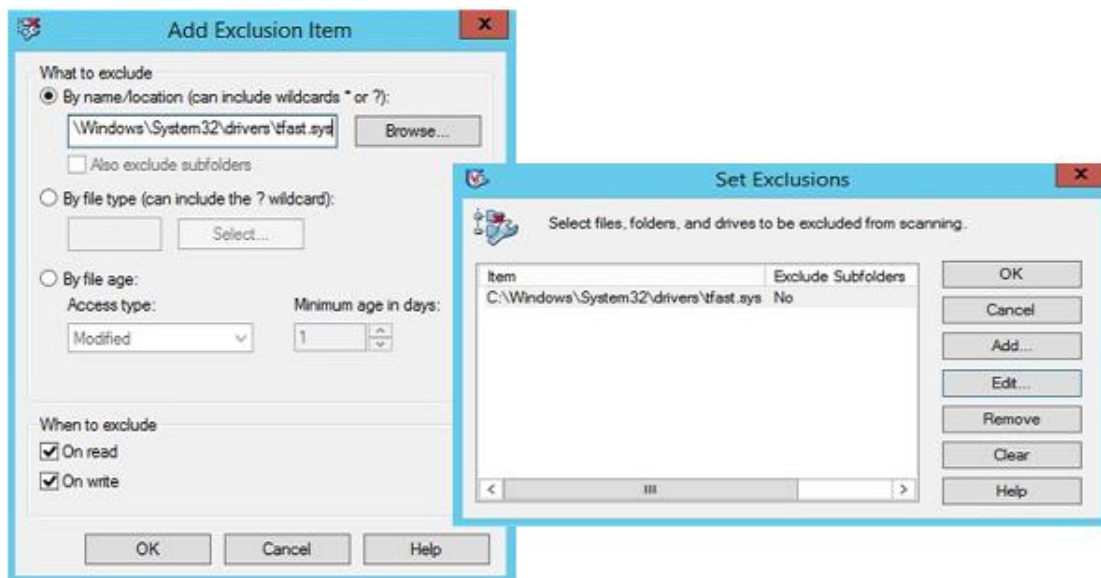 Add Exclusion Item
x
What to exclude
By name/location (can include wildcards * or ?):
\Windows\System32\drivers\tfast.sys
Browse...
Also exclude subfolders
By file type (can include the ? wildcard):
Select...
By file age:
Access type:
Minimum age in days:
Modified
1
When to exclude
On read
On write
OK
Cancel
Help
Set Exclusions
x
Select files, folders, and drives to be excluded from scanning.
Item
Exclude Subfolders
C:\Windows\System32\drivers\tfast.sys
No
OK
Cancel
Add...
Edit...
Remove
Clear
Help